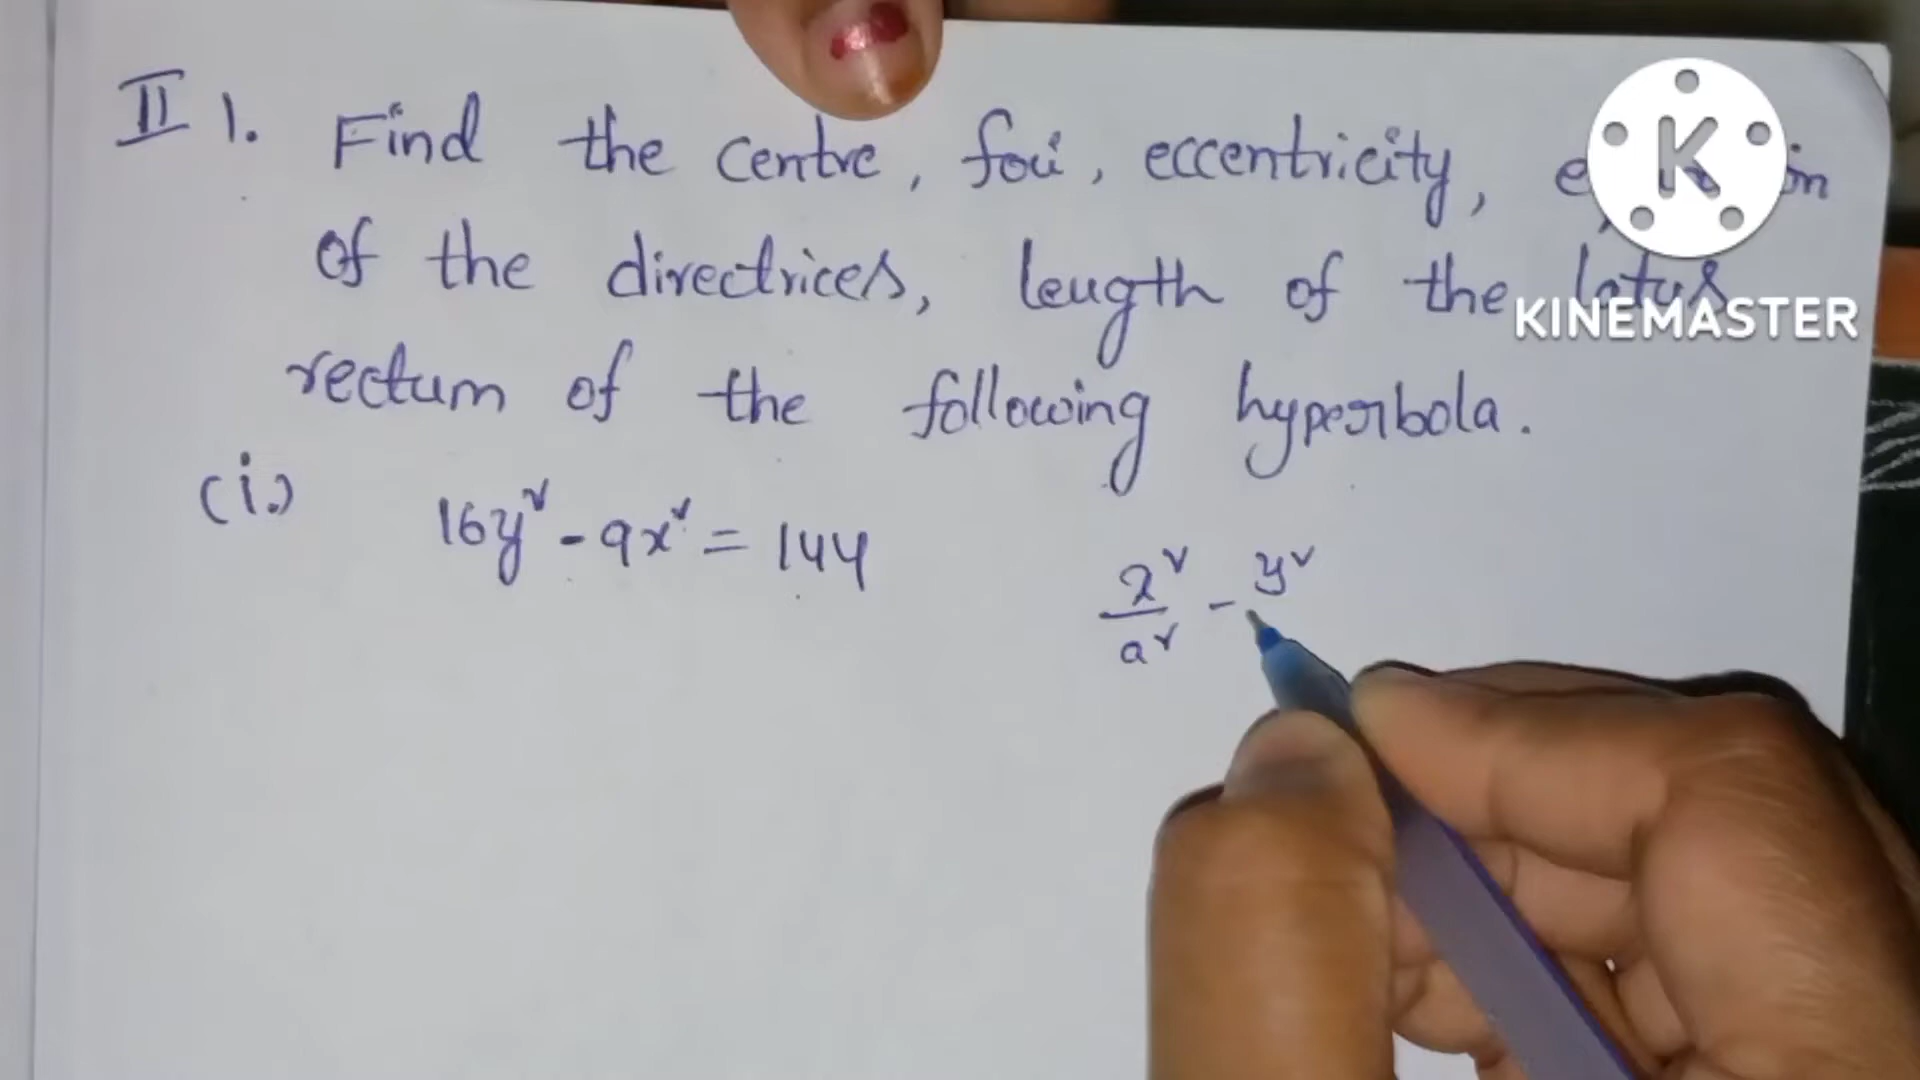 II 1. Find the centre, foci, eccentricity,
of the directrices, length of the latus
rectum of the following hyperbola.
(i.) 16y² - 9x² = 144
x²/a² - y²
K
KINEMASTER